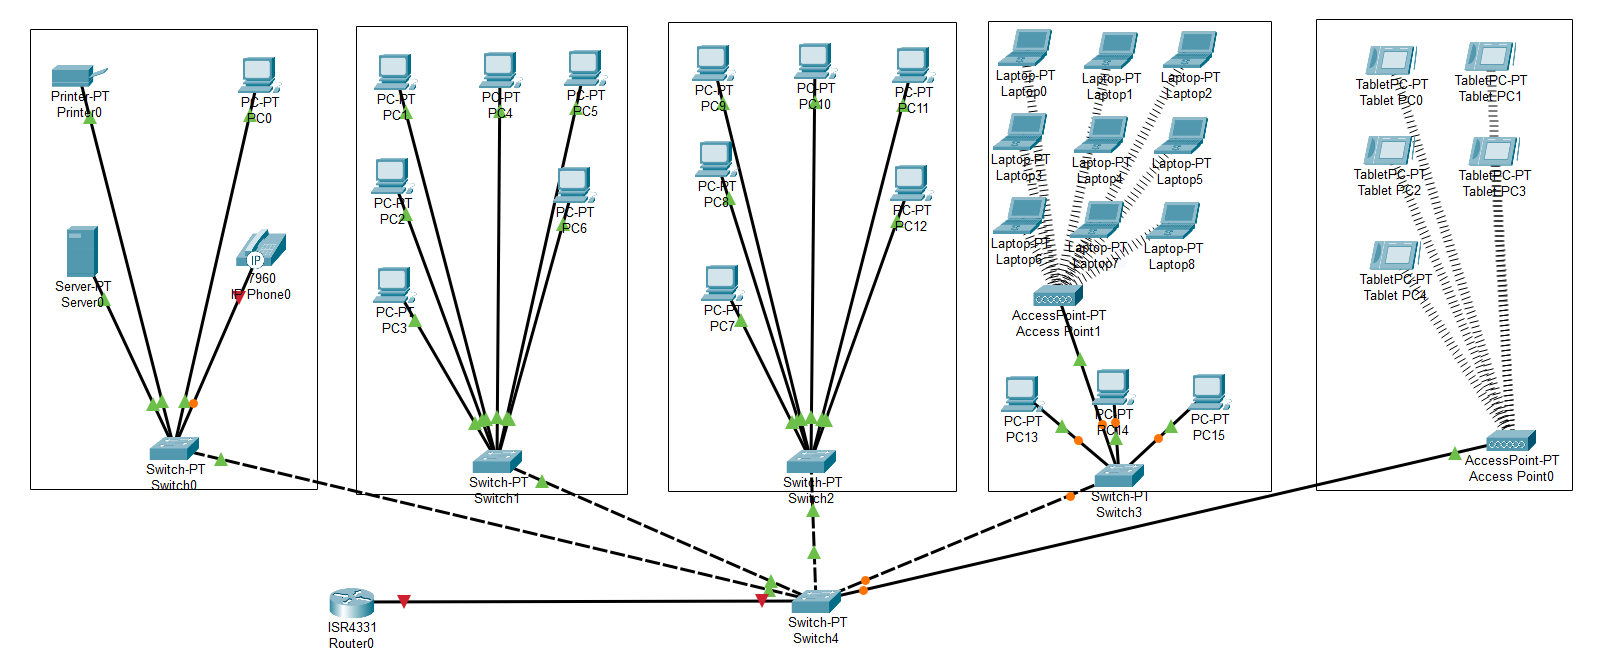 Printer-PT
Printer0
PC-PT
PC0
Server-PT
Server0
IP
7960
IP Phone0
Switch-PT
Switch0
PC-PT
PC1
PC-PT
PC4
PC-PT
PC5
PC-PT
PC2
PC-PT
PC6
PC-PT
PC3
Switch-PT
Switch1
PC-PT
PC9
PC-PT
PC10
PC-PT
PC11
PC-PT
PC8
PC-PT
PC12
PC-PT
PC7
Switch-PT
Switch2
Laptop-PT
Laptop0
Laptop-PT
Laptop1
Laptop-PT
Laptop2
Laptop-PT
Laptop3
Laptop-PT
Laptop4
Laptop-PT
Laptop5
Laptop-PT
Laptop6
Laptop-PT
Laptop7
Laptop-PT
Laptop8
AccessPoint-PT
Access Point1
PC-PT
PC13
PC-PT
PC14
PC-PT
PC15
Switch-PT
Switch3
TabletPC-PT
Tablet PC0
TabletPC-PT
Tablet PC1
TabletPC-PT
Tablet PC2
TabletPC-PT
Tablet PC3
TabletPC-PT
Tablet PC4
AccessPoint-PT
Access Point0
ISR4331
Router0
Switch-PT
Switch4